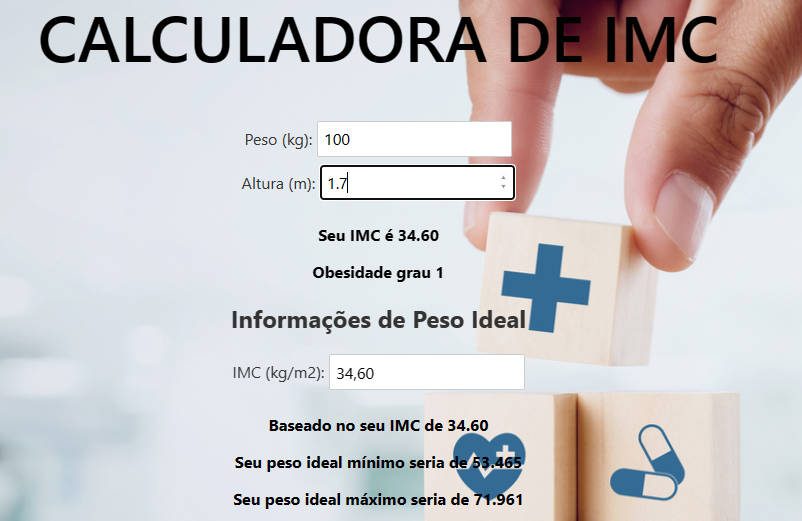 CALCULADORA DE IMC
Peso (kg): 100
Altura (m): 1.7
Seu IMC é 34.60
Obesidade grau 1
Informações de Peso Ideal
IMC (kg/m2): 34,60
Baseado no seu IMC de 34.60
Seu peso ideal mínimo seria de 53.465
Seu peso ideal máximo seria de 71.961